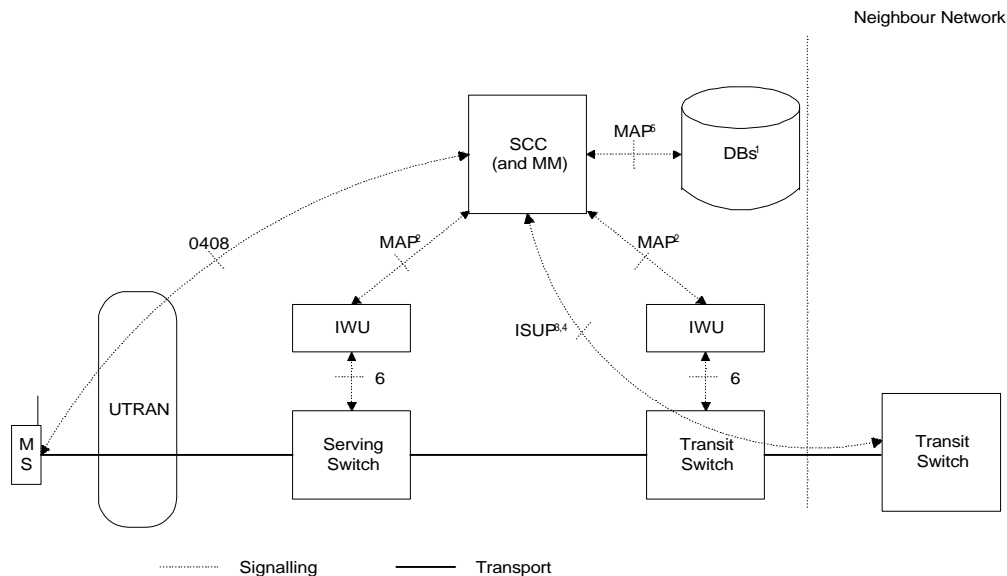 Neighbour Network
SCC
(and MM)
MAP5
DBs1
0408
MAP2
MAP2
IWU
ISUP3,4
IWU
6
6
UTRAN
M
S
Serving
Switch
Transit
Switch
Transit
Switch
Signalling
Transport